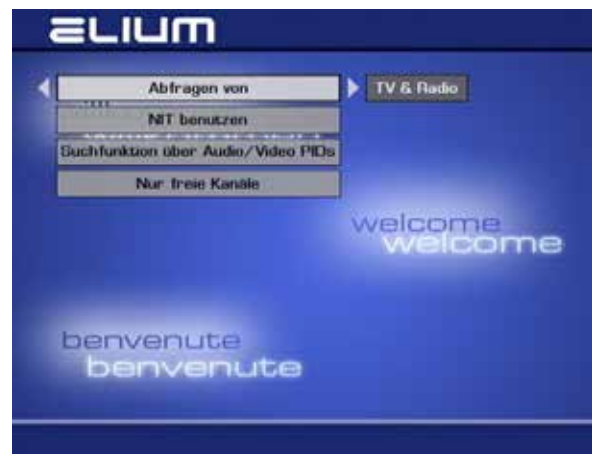 ELIUM
Abfragen von
TV & Radio
NIT benutzen
Suchfunktion über Audio/Video PIDs
Nur freie Kanäle
welcome
welcome
benvenute
benvenute